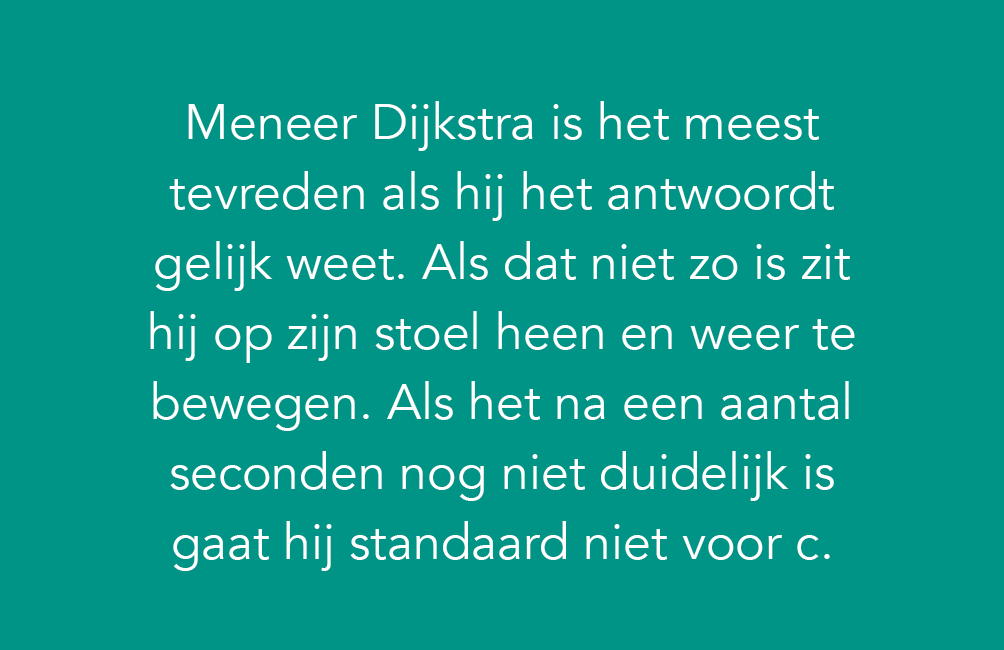 Meneer Dijkstra is het meest
tevreden als hij het antwoordt
gelijk weet. Als dat niet zo is zit
hij op zijn stoel heen en weer te
bewegen. Als het na een aantal
seconden nog niet duidelijk is
gaat hij standaard niet voor c.